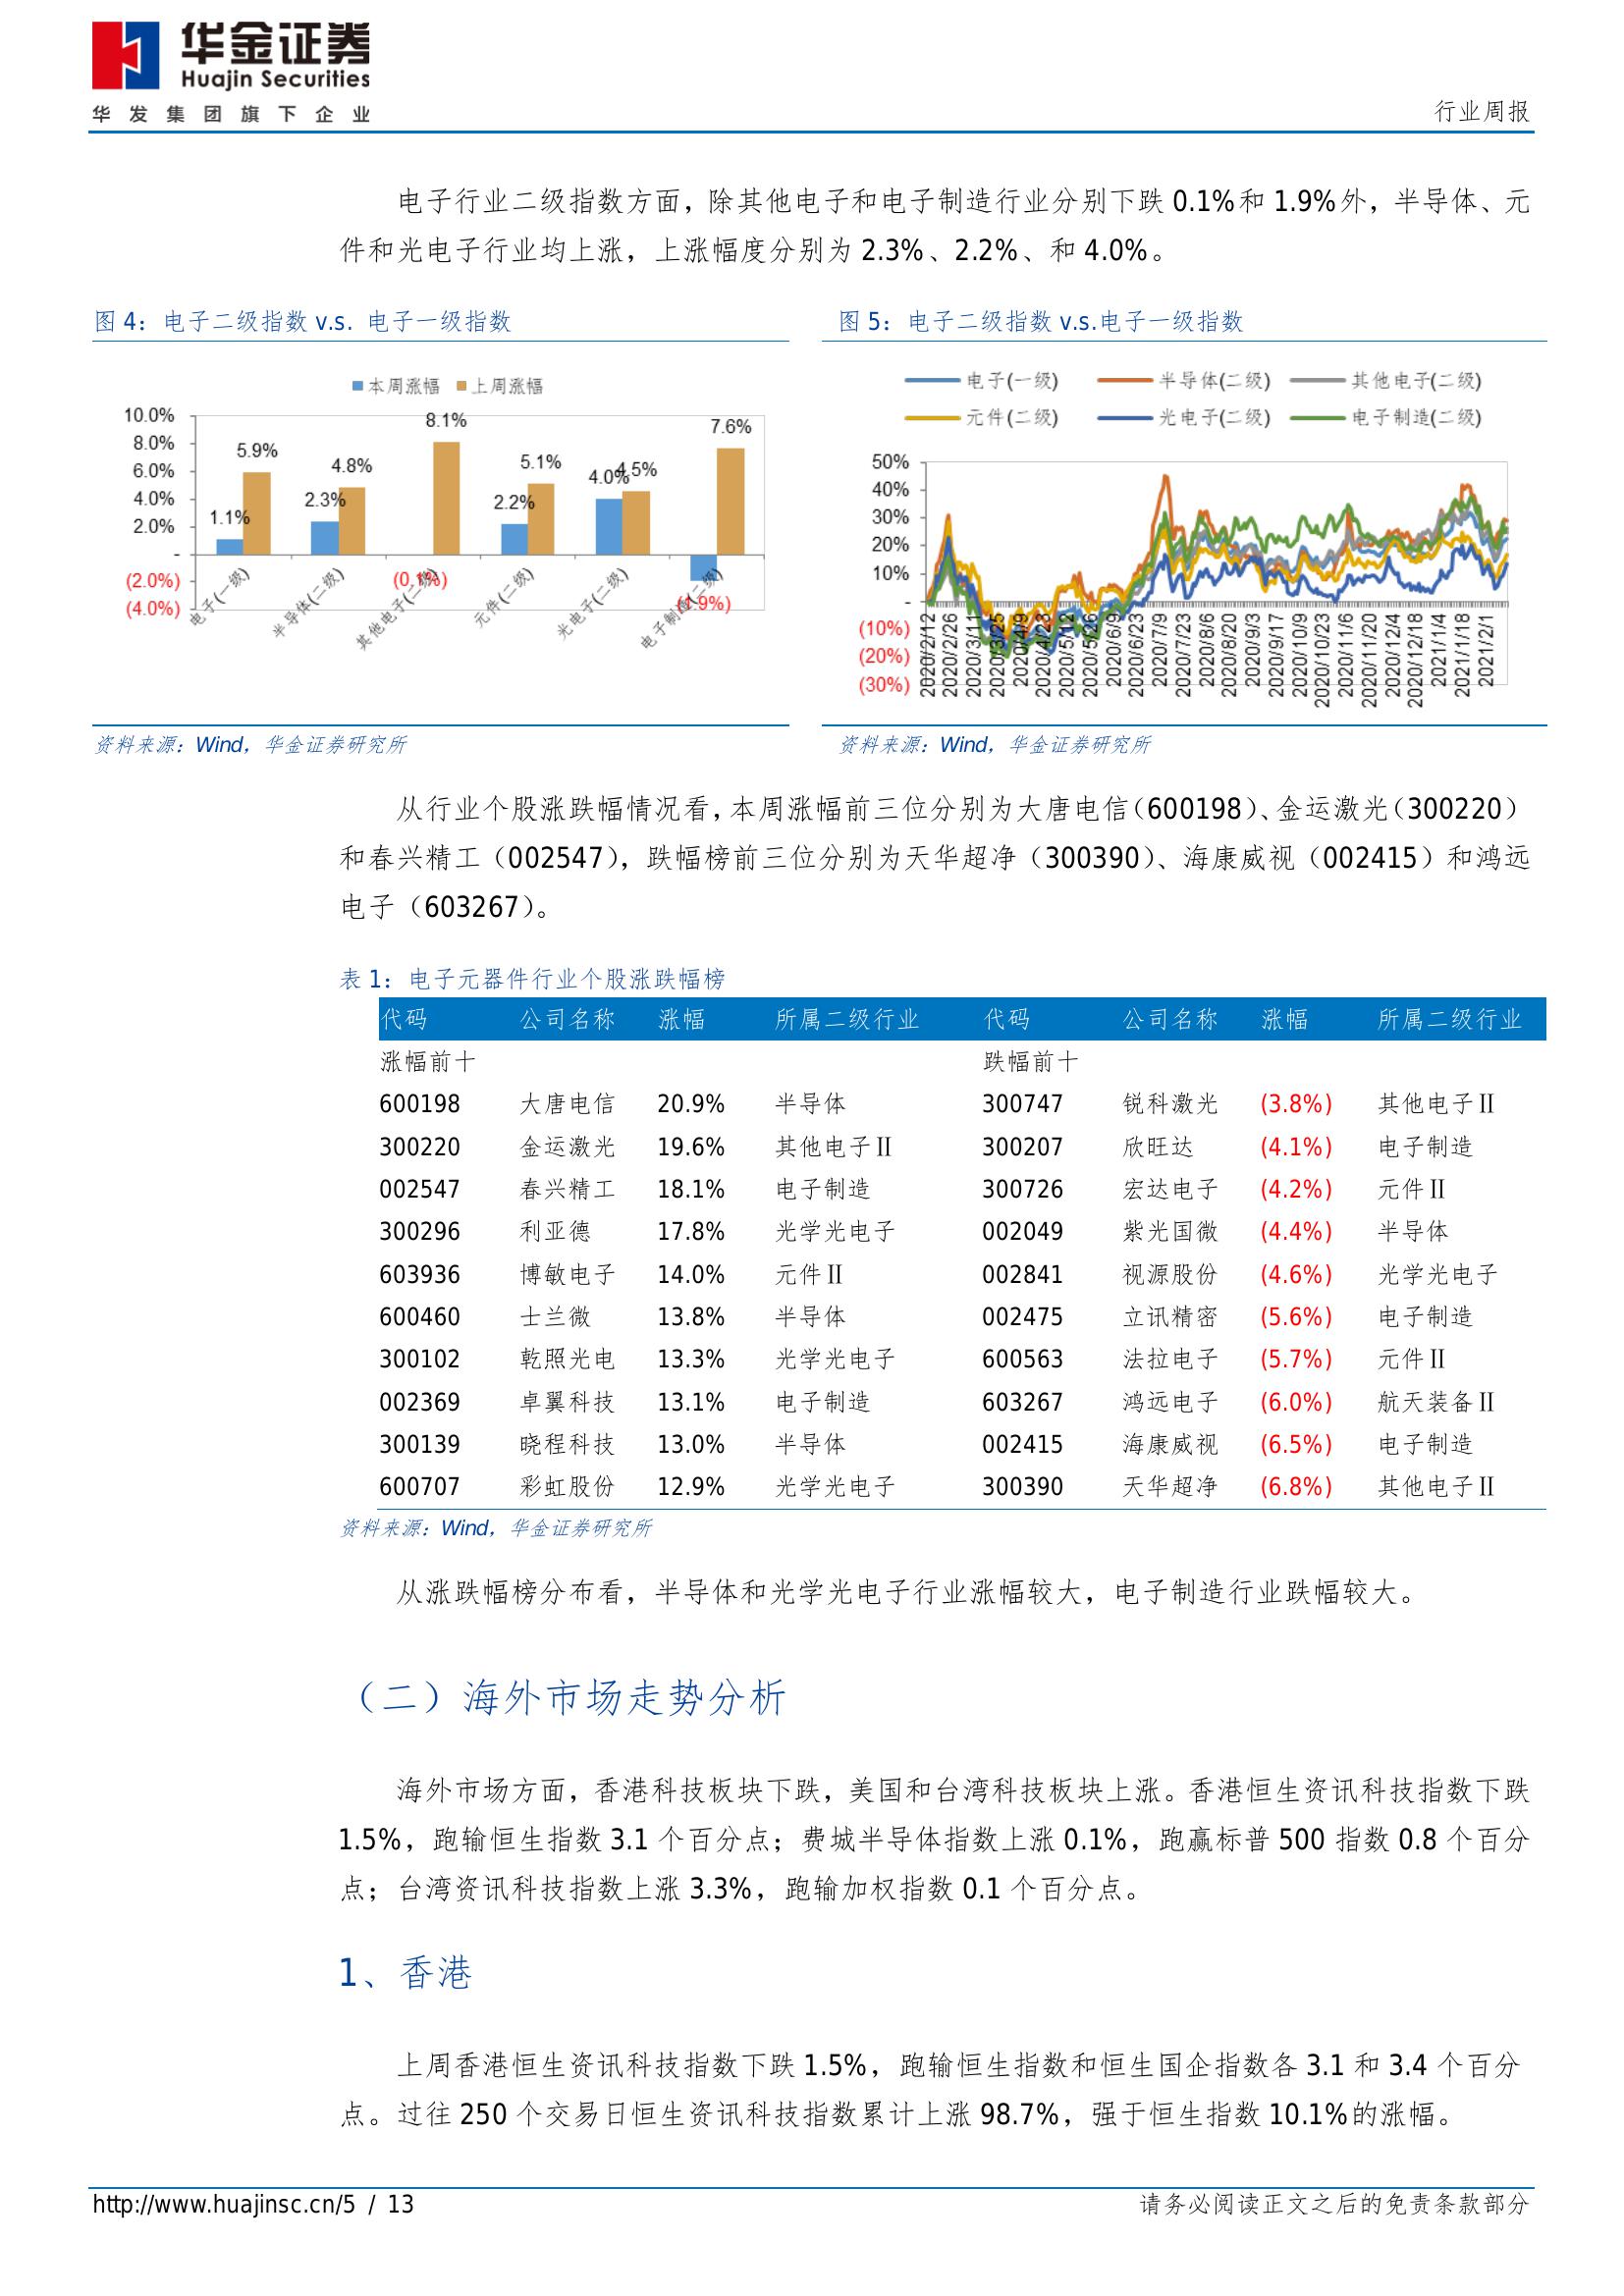 华金证券
Huajin Securities
华发集团旗下企业
行业周报
电子行业二级指数方面，除其他电子和电子制造行业分别下跌 0.1%和 1.9%外，半导体、元
件和光电子行业均上涨，上涨幅度分别为 2.3%、2.2%、和 4.0%。
图 4：电子二级指数 v.s. 电子一级指数
本周涨幅 上周涨幅
10.0%
8.0%
6.0%
4.0%
2.0%
-
(2.0%)
(4.0%)
1.1% 5.9% 2.3% 4.8% (0.1%) 8.1% 2.2% 5.1% 4.0% 4.5% (1.9%) 7.6%
电子(一级) 半导体(二级) 其他电子(二级) 元件(二级) 光电子(二级) 电子制造(二级)
资料来源：Wind，华金证券研究所
图 5：电子二级指数 v.s.电子一级指数
电子(一级) 半导体(二级) 其他电子(二级)
元件(二级) 光电子(二级) 电子制造(二级)
50%
40%
30%
20%
10%
-
(10%)
(20%)
(30%)
2020/2/12 2020/2/26 2020/3/11 2020/3/25 2020/4/9 2020/4/23 2020/5/12 2020/5/26 2020/6/9 2020/6/23 2020/7/9 2020/7/23 2020/8/6 2020/8/20 2020/9/3 2020/9/17 2020/10/9 2020/10/23 2020/11/6 2020/11/20 2020/12/4 2020/12/18 2021/1/4 2021/1/18 2021/2/1
资料来源：Wind，华金证券研究所
从行业个股涨跌幅情况看，本周涨幅前三位分别为大唐电信（600198）、金运激光（300220）
和春兴精工（002547），跌幅榜前三位分别为天华超净（300390）、海康威视（002415）和鸿远
电子（603267）。
表 1：电子元器件行业个股涨跌幅榜
代码 公司名称 涨幅 所属二级行业 代码 公司名称 涨幅 所属二级行业
涨幅前十 跌幅前十
600198 大唐电信 20.9% 半导体 300747 锐科激光 (3.8%) 其他电子Ⅱ
300220 金运激光 19.6% 其他电子Ⅱ 300207 欣旺达 (4.1%) 电子制造
002547 春兴精工 18.1% 电子制造 300726 宏达电子 (4.2%) 元件Ⅱ
300296 利亚德 17.8% 光学光电子 002049 紫光国微 (4.4%) 半导体
603936 博敏电子 14.0% 元件Ⅱ 002841 视源股份 (4.6%) 光学光电子
600460 士兰微 13.8% 半导体 002475 立讯精密 (5.6%) 电子制造
300102 乾照光电 13.3% 光学光电子 600563 法拉电子 (5.7%) 元件Ⅱ
002369 卓翼科技 13.1% 电子制造 603267 鸿远电子 (6.0%) 航天装备Ⅱ
300139 晓程科技 13.0% 半导体 002415 海康威视 (6.5%) 电子制造
600707 彩虹股份 12.9% 光学光电子 300390 天华超净 (6.8%) 其他电子Ⅱ
资料来源：Wind，华金证券研究所
从涨跌幅榜分布看，半导体和光学光电子行业涨幅较大，电子制造行业跌幅较大。
（二）海外市场走势分析
海外市场方面，香港科技板块下跌，美国和台湾科技板块上涨。香港恒生资讯科技指数下跌
1.5%，跑输恒生指数 3.1 个百分点；费城半导体指数上涨 0.1%，跑赢标普 500 指数 0.8 个百分
点；台湾资讯科技指数上涨 3.3%，跑输加权指数 0.1 个百分点。
1、香港
上周香港恒生资讯科技指数下跌 1.5%，跑输恒生指数和恒生国企指数各 3.1 和 3.4 个百分
点。过往 250 个交易日恒生资讯科技指数累计上涨 98.7%，强于恒生指数 10.1%的涨幅。
http://www.huajinsc.cn/5 / 13
请务必阅读正文之后的免责条款部分